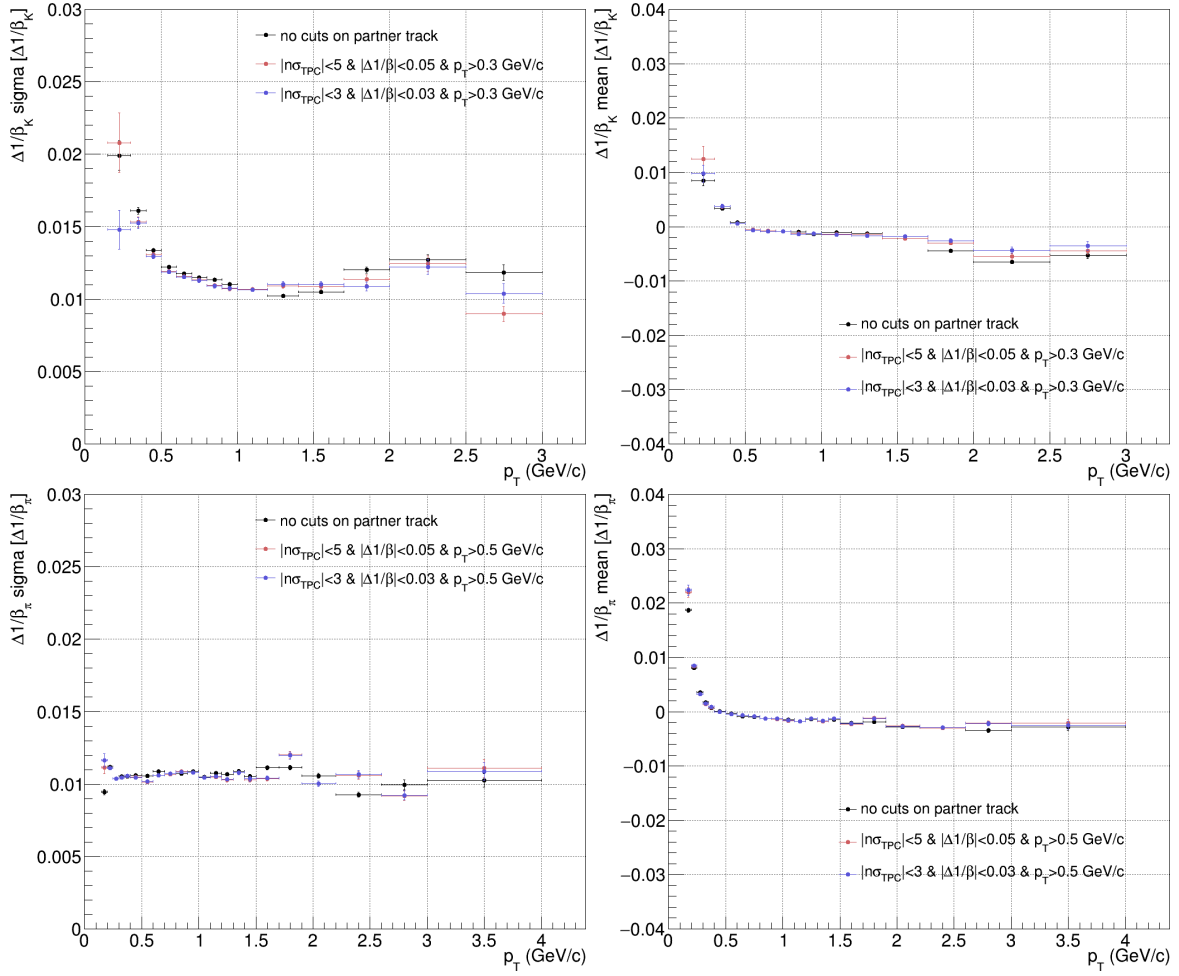 0.03
0.025
0.02
0.015
0.01
0.005
0
Δ1/β_K sigma [Δ1/β_K]
no cuts on partner track
|nσ_TPC|<5 & |Δ1/β|<0.05 & p_T>0.3 GeV/c
|nσ_TPC|<3 & |Δ1/β|<0.03 & p_T>0.3 GeV/c
0 0.5 1 1.5 2 2.5 3
p_T (GeV/c)
0.04
0.03
0.02
0.01
0
−0.01
−0.02
−0.03
−0.04
Δ1/β_K mean [Δ1/β_K]
no cuts on partner track
|nσ_TPC|<5 & |Δ1/β|<0.05 & p_T>0.3 GeV/c
|nσ_TPC|<3 & |Δ1/β|<0.03 & p_T>0.3 GeV/c
0 0.5 1 1.5 2 2.5 3
p_T (GeV/c)
0.03
0.025
0.02
0.015
0.01
0.005
0
Δ1/β_π sigma [Δ1/β_π]
no cuts on partner track
|nσ_TPC|<5 & |Δ1/β|<0.05 & p_T>0.5 GeV/c
|nσ_TPC|<3 & |Δ1/β|<0.03 & p_T>0.5 GeV/c
0 0.5 1 1.5 2 2.5 3 3.5 4
p_T (GeV/c)
0.04
0.03
0.02
0.01
0
−0.01
−0.02
−0.03
−0.04
Δ1/β_π mean [Δ1/β_π]
no cuts on partner track
|nσ_TPC|<5 & |Δ1/β|<0.05 & p_T>0.5 GeV/c
|nσ_TPC|<3 & |Δ1/β|<0.03 & p_T>0.5 GeV/c
0 0.5 1 1.5 2 2.5 3 3.5 4
p_T (GeV/c)